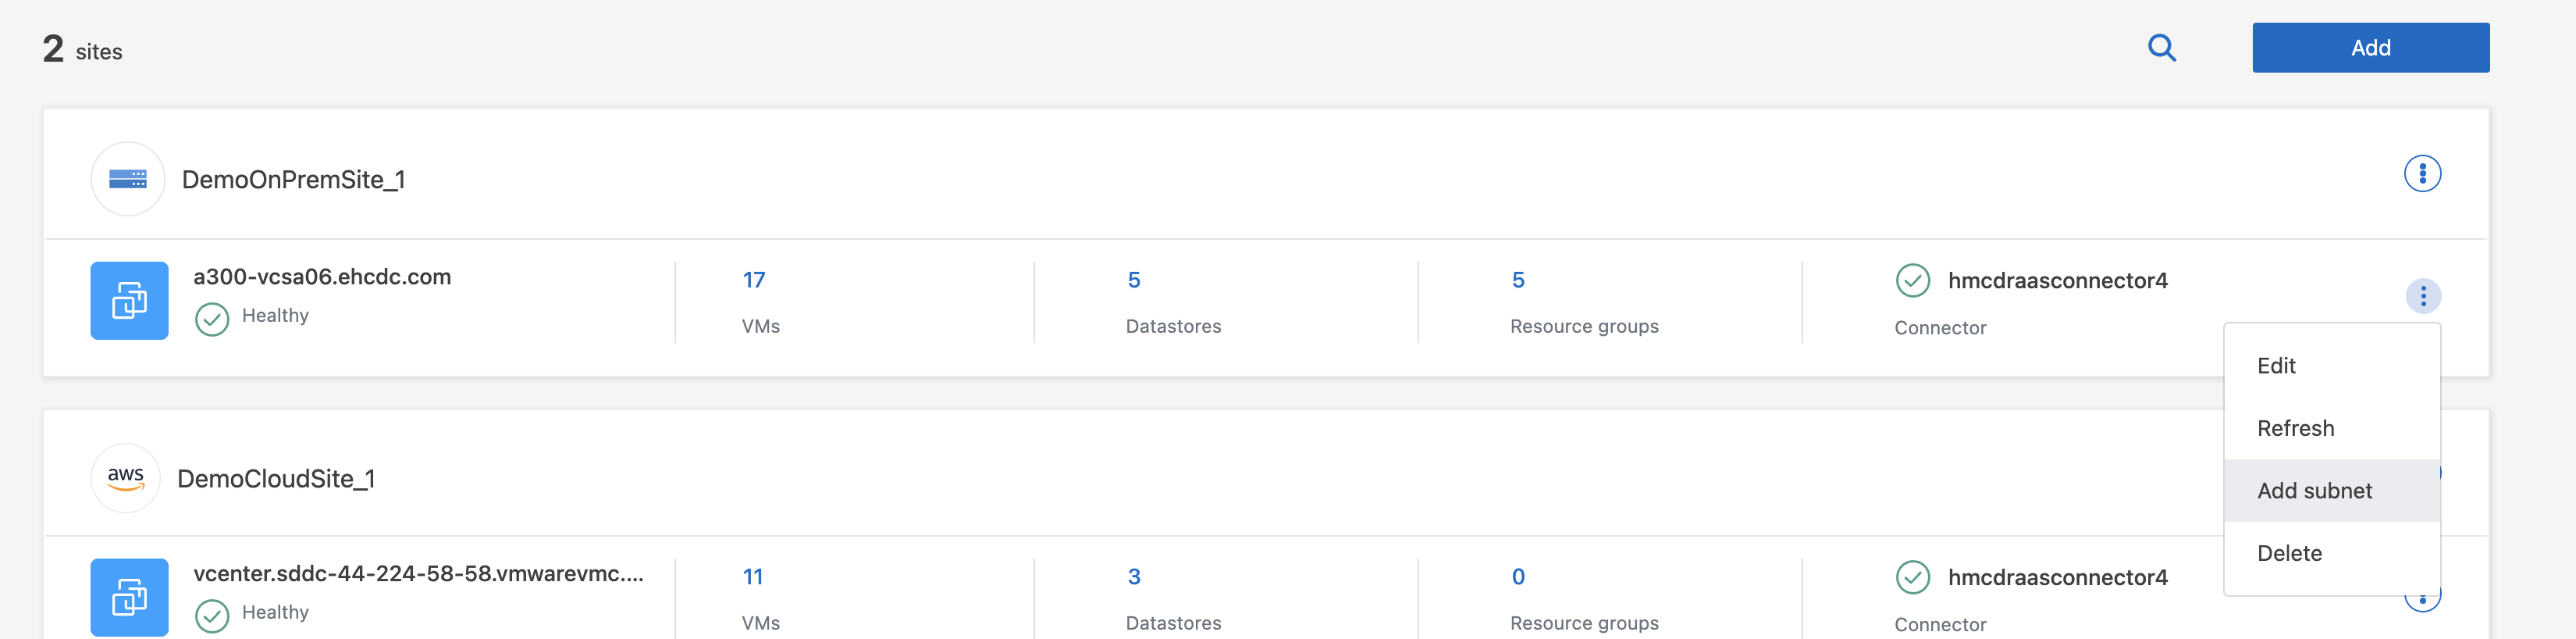 2 sites
Add
DemoOnPremSite_1
a300-vcsa06.ehcdc.com
Healthy
17
VMs
5
Datastores
5
Resource groups
hmcdraasconnector4
Connector
Edit
Refresh
Add subnet
Delete
aws
DemoCloudSite_1
vcenter.sddc-44-224-58-58.vmwarevmc....
Healthy
11
VMs
3
Datastores
0
Resource groups
hmcdraasconnector4
Connector